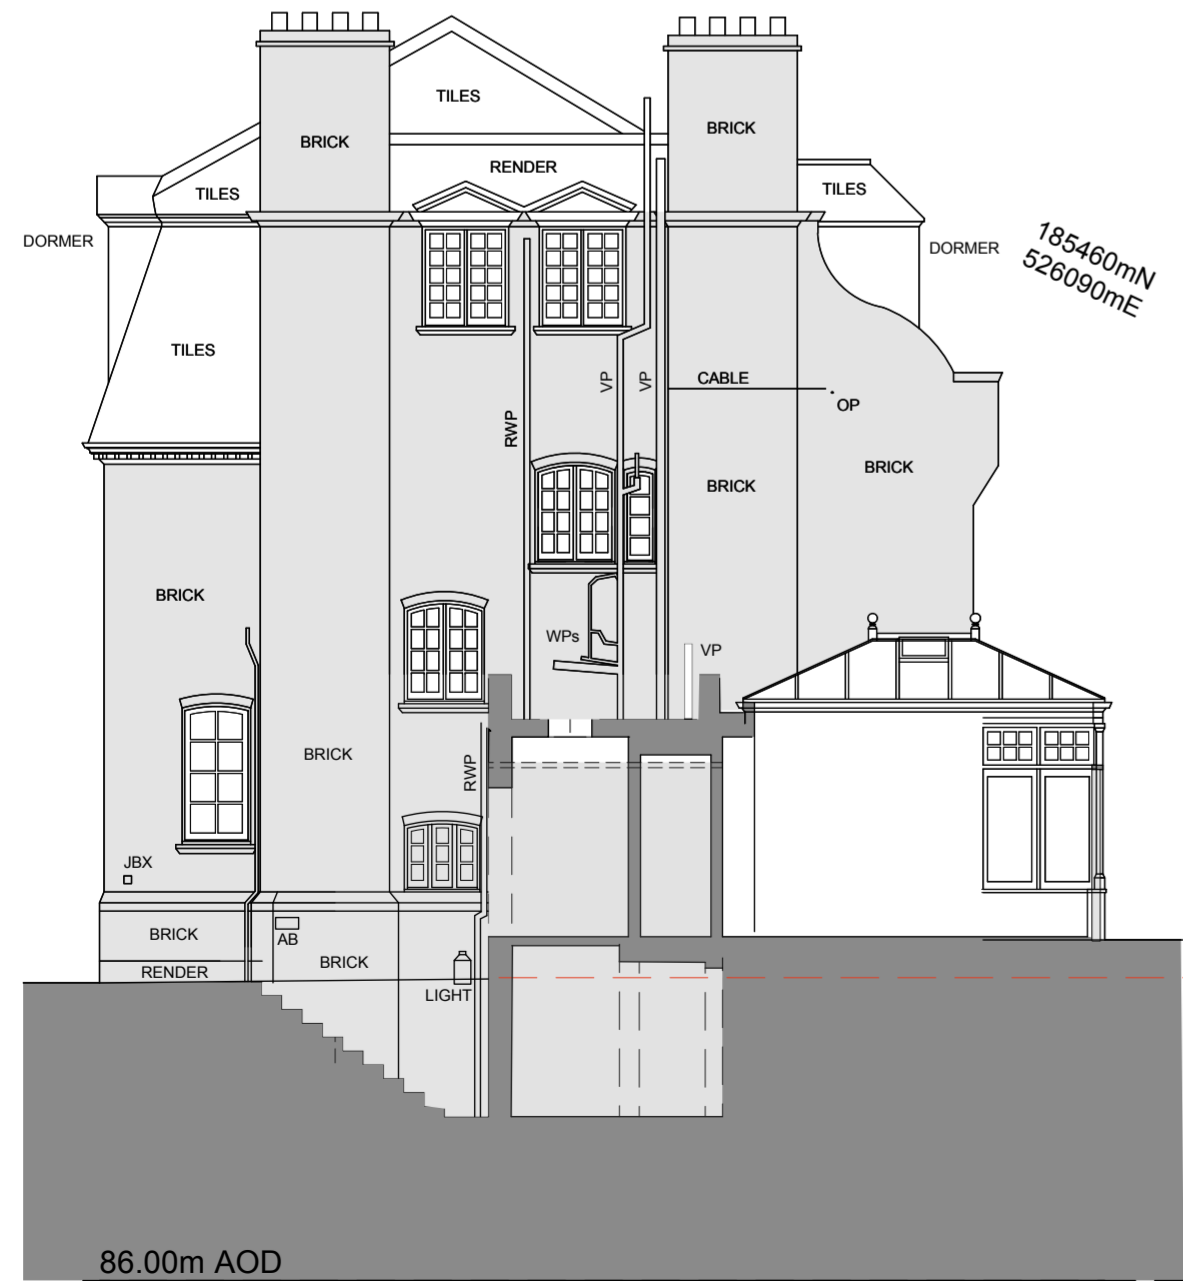 TILES
BRICK
BRICK
RENDER
TILES
TILES
DORMER
DORMER
185460mN
526090mE
TILES
VP
VP
CABLE
OP
RWP
BRICK
BRICK
BRICK
WPs
VP
BRICK
RWP
JBX
BRICK
AB
BRICK
RENDER
LIGHT
86.00m AOD